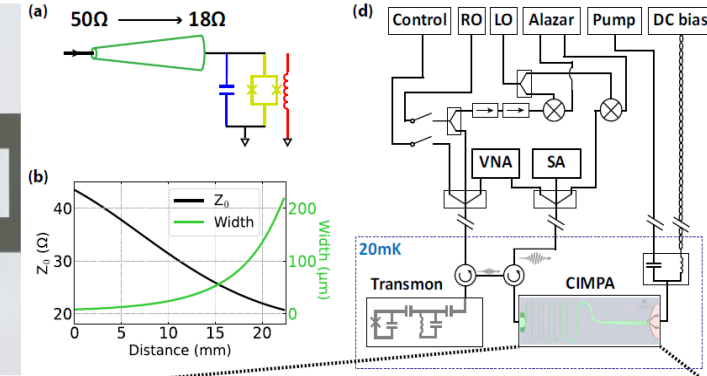 (a)
50Ω
18Ω
(b)
Z₀
Width
40
30
20
200
100
0
Z₀ (Ω)
Width (μm)
0
5
10
15
20
Distance (mm)
(d)
Control
RO
LO
Alazar
Pump
DC bias
VNA
SA
20mK
Transmon
CIMPA